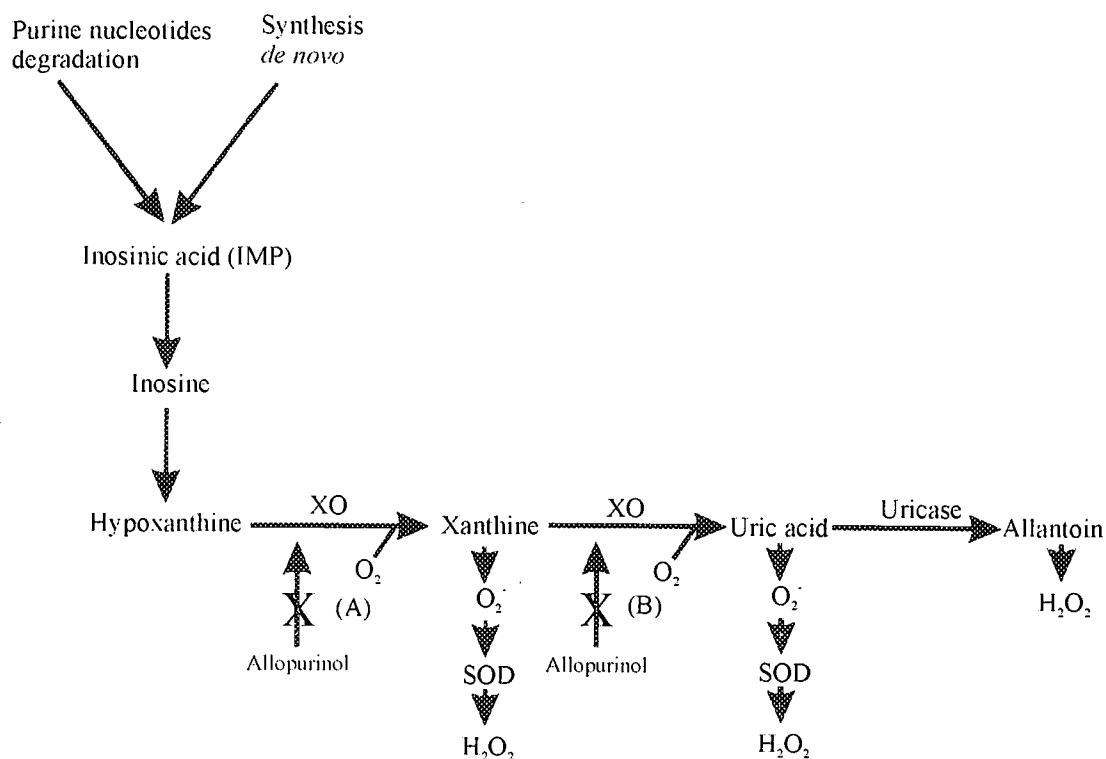 Purine nucleotides
degradation
Synthesis
de novo
Inosinic acid (IMP)
Inosine
Hypoxanthine
XO
O₂
Xanthine
XO
O₂
Uric acid
Uricase
Allantoin
X (A)
Allopurinol
O₂⁻
SOD
H₂O₂
X (B)
Allopurinol
O₂⁻
SOD
H₂O₂
H₂O₂